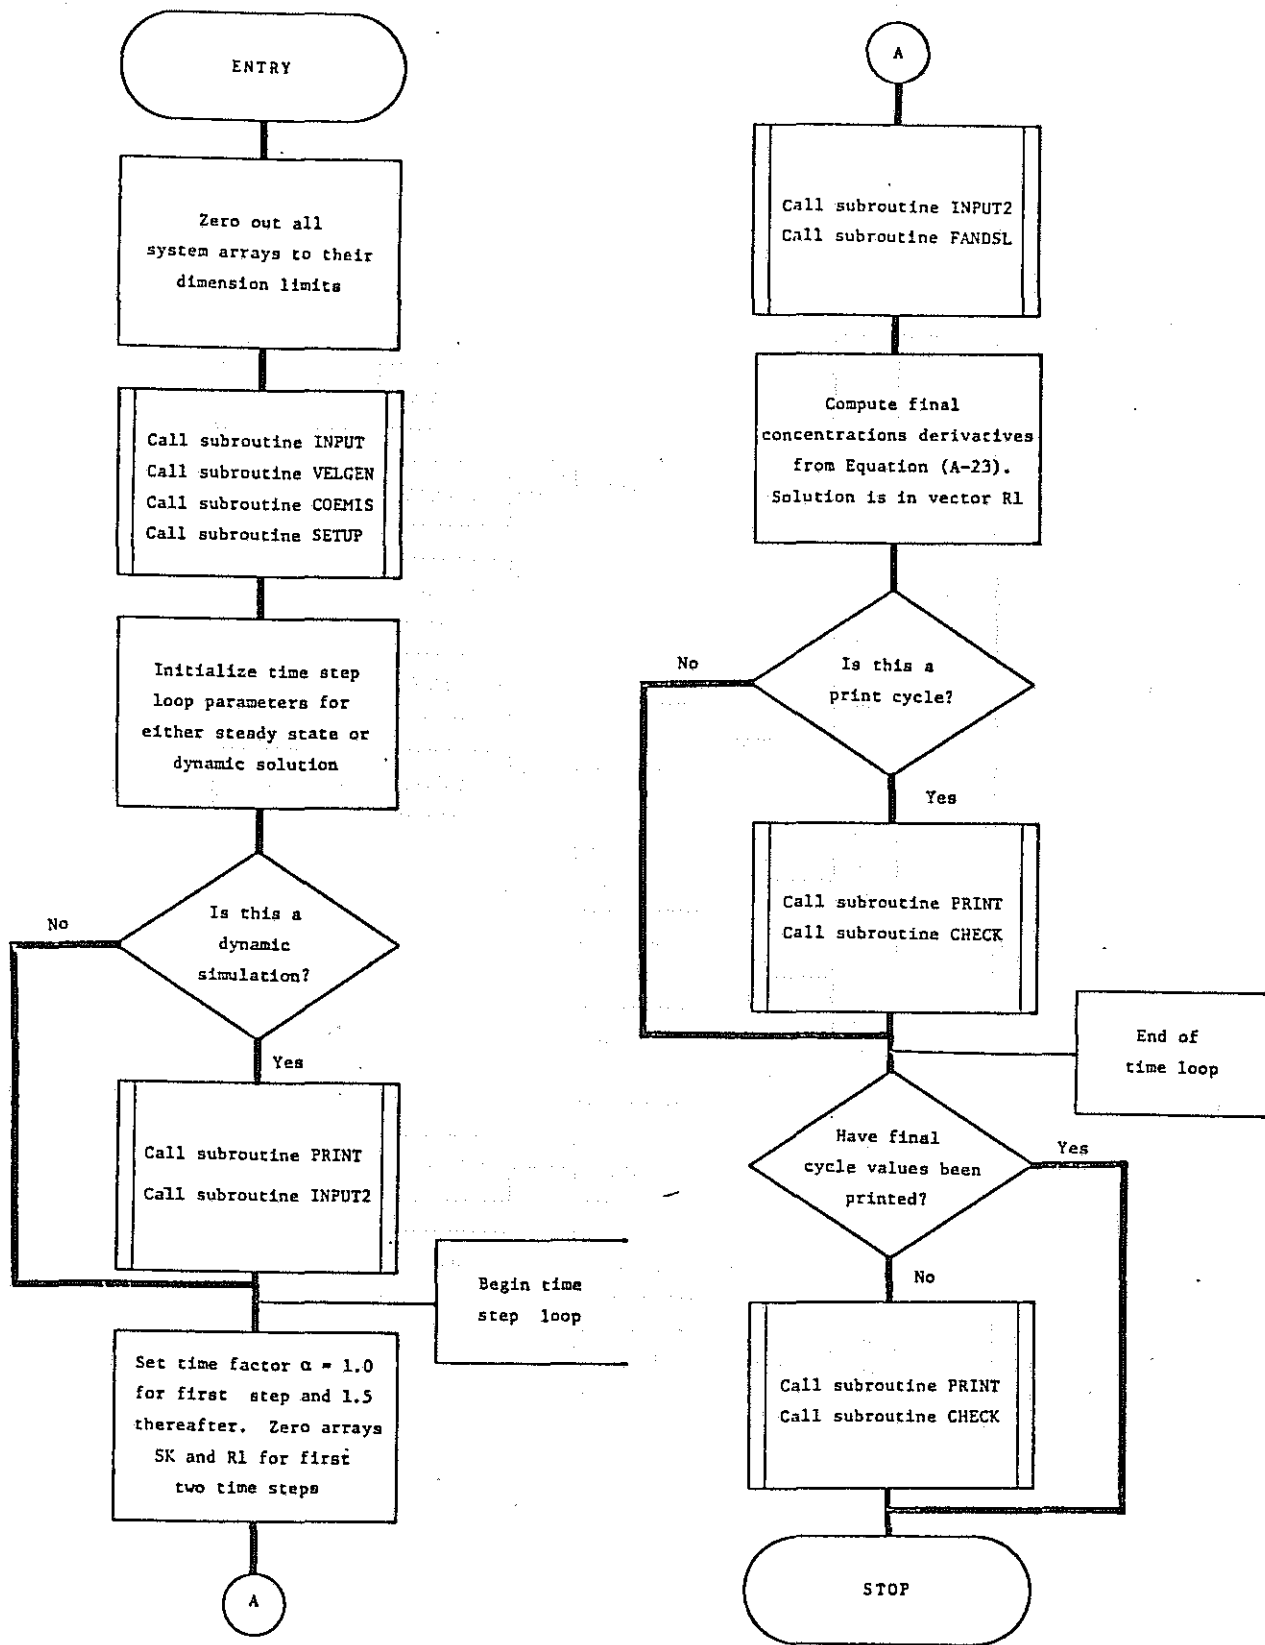 ENTRY
Zero out all
system arrays to their
dimension limits
Call subroutine INPUT
Call subroutine VELGEN
Call subroutine COEMIS
Call subroutine SETUP
Initialize time step
loop parameters for
either steady state or
dynamic solution
Is this a
dynamic
simulation?
No
Yes
Call subroutine PRINT
Call subroutine INPUT2
Begin time
step loop
Set time factor α = 1.0
for first step and 1.5
thereafter. Zero arrays
SK and R1 for first
two time steps
A
A
Call subroutine INPUT2
Call subroutine FANDSL
Compute final
concentrations derivatives
from Equation (A-23).
Solution is in vector R1
Is this a
print cycle?
No
Yes
Call subroutine PRINT
Call subroutine CHECK
End of
time loop
Have final
cycle values been
printed?
Yes
No
Call subroutine PRINT
Call subroutine CHECK
STOP